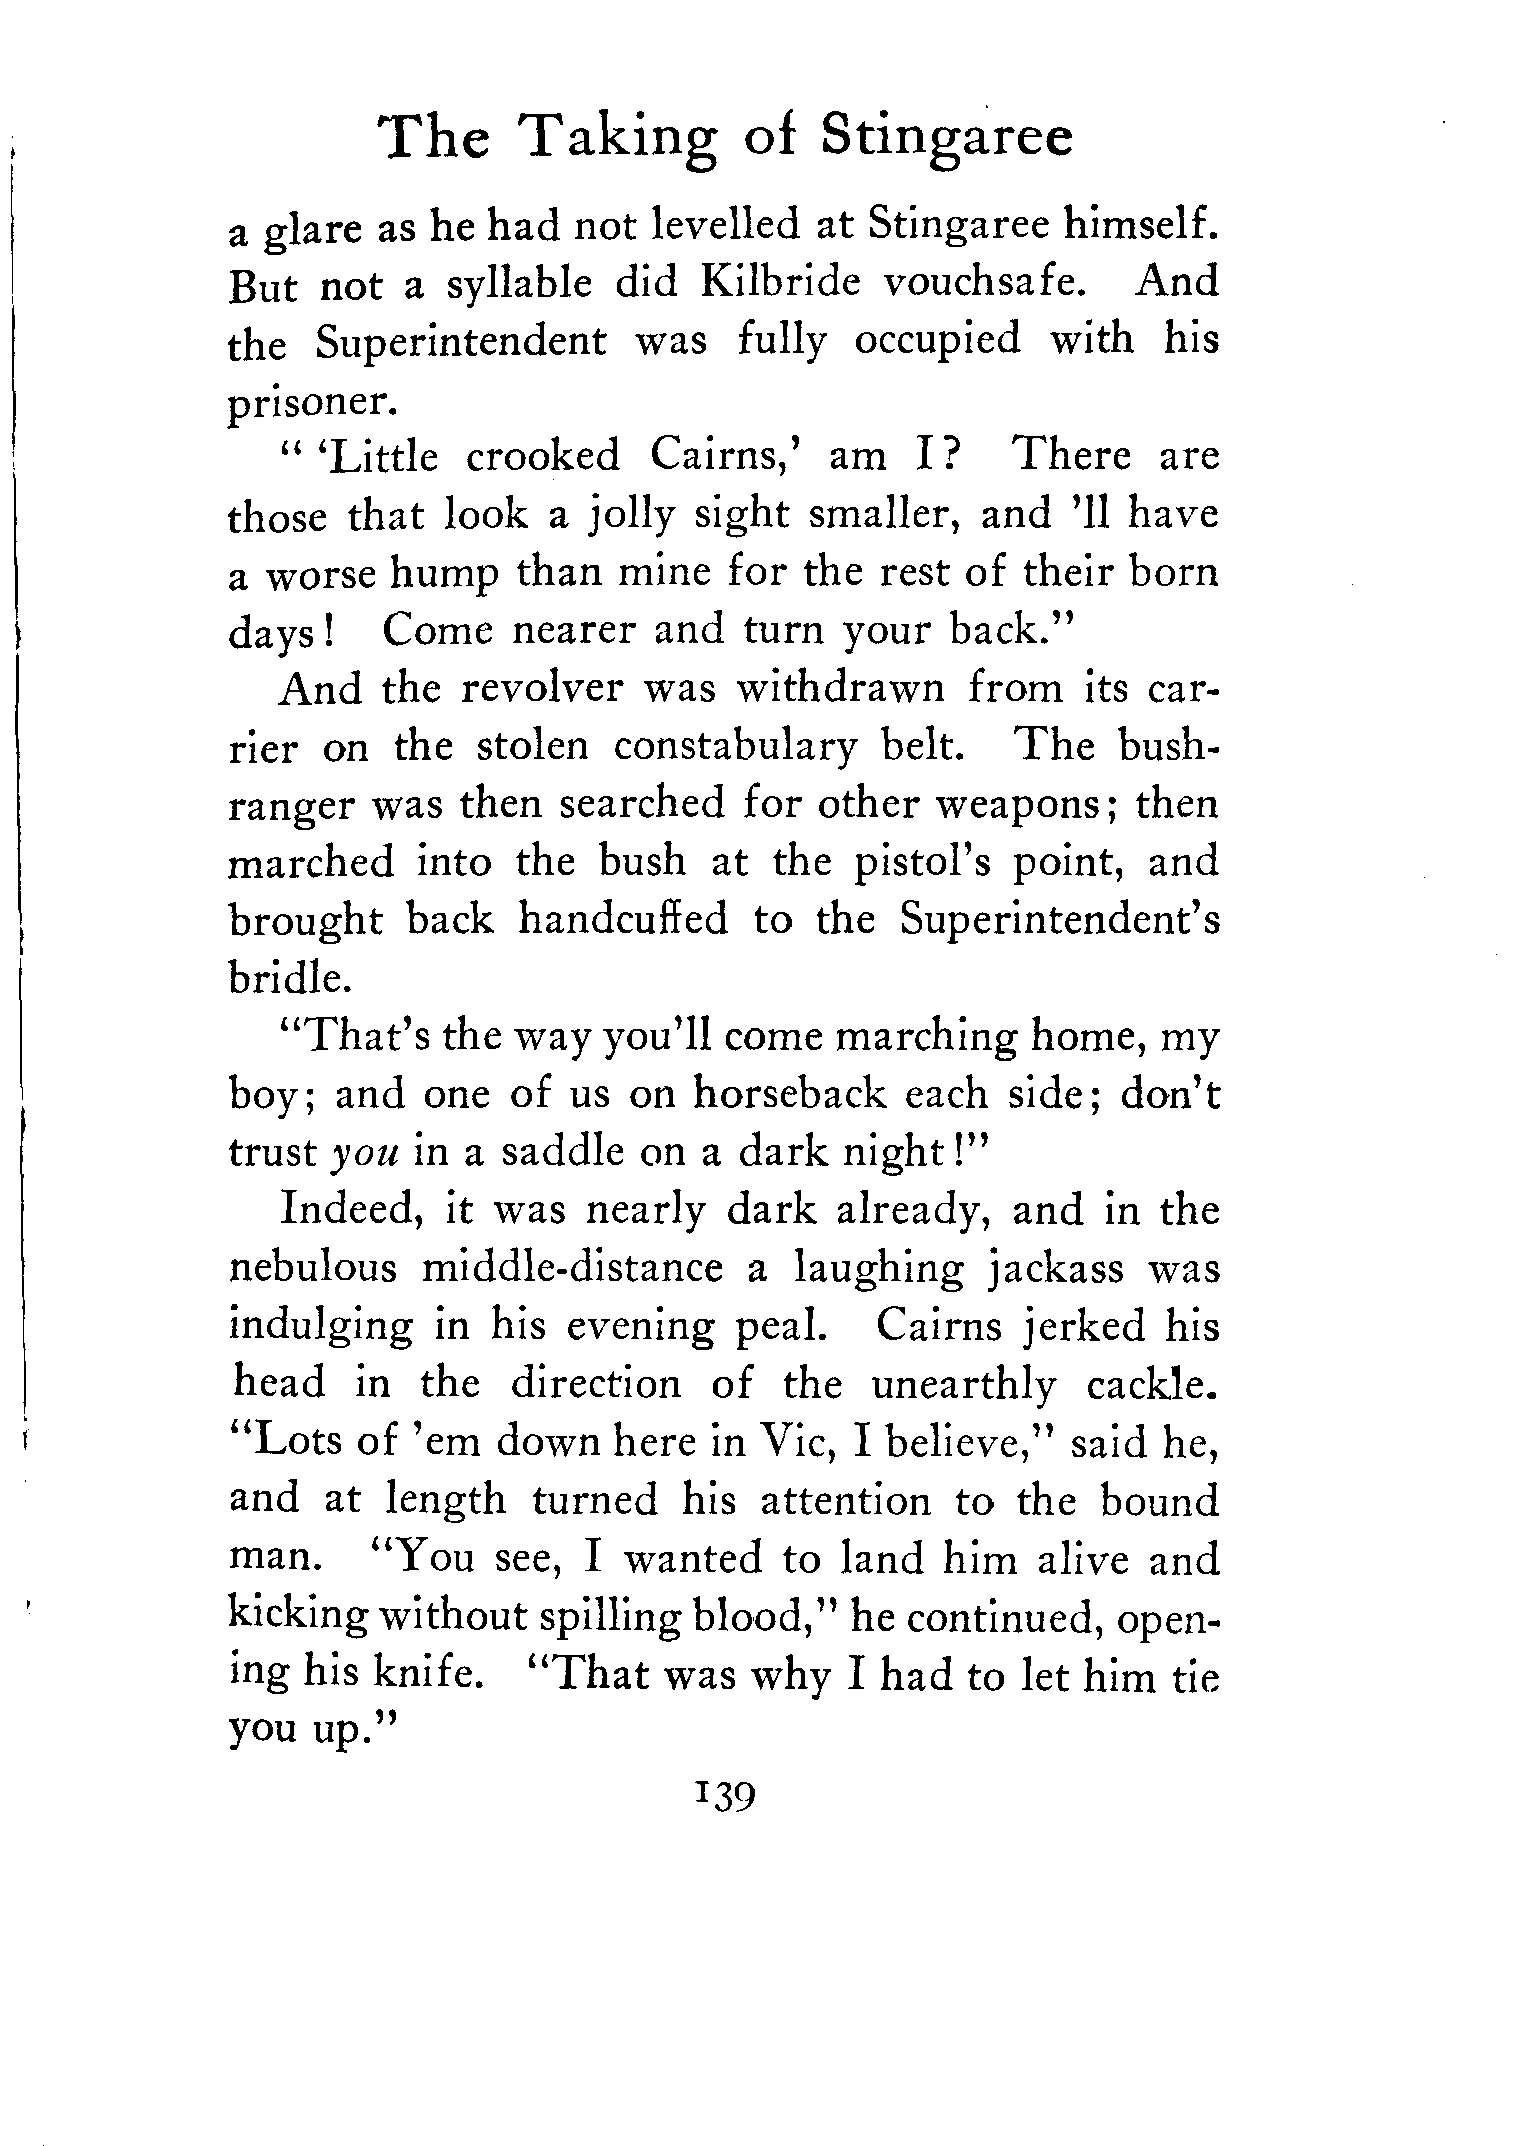 The Taking of Stingaree
a glare as he had not levelled at Stingaree himself.
But not a syllable did Kilbride vouchsafe. And
the Superintendent was fully occupied with his
prisoner.
" 'Little crooked Cairns,' am I? There are
those that look a jolly sight smaller, and 'll have
a worse hump than mine for the rest of their born
days! Come nearer and turn your back."
And the revolver was withdrawn from its car-
rier on the stolen constabulary belt. The bush-
ranger was then searched for other weapons; then
marched into the bush at the pistol's point, and
brought back handcuffed to the Superintendent's
bridle.
"That's the way you'll come marching home, my
boy; and one of us on horseback each side; don't
trust you in a saddle on a dark night!"
Indeed, it was nearly dark already, and in the
nebulous middle-distance a laughing jackass was
indulging in his evening peal. Cairns jerked his
head in the direction of the unearthly cackle.
"Lots of 'em down here in Vic, I believe," said he,
and at length turned his attention to the bound
man. "You see, I wanted to land him alive and
kicking without spilling blood," he continued, open-
ing his knife. "That was why I had to let him tie
you up."
139